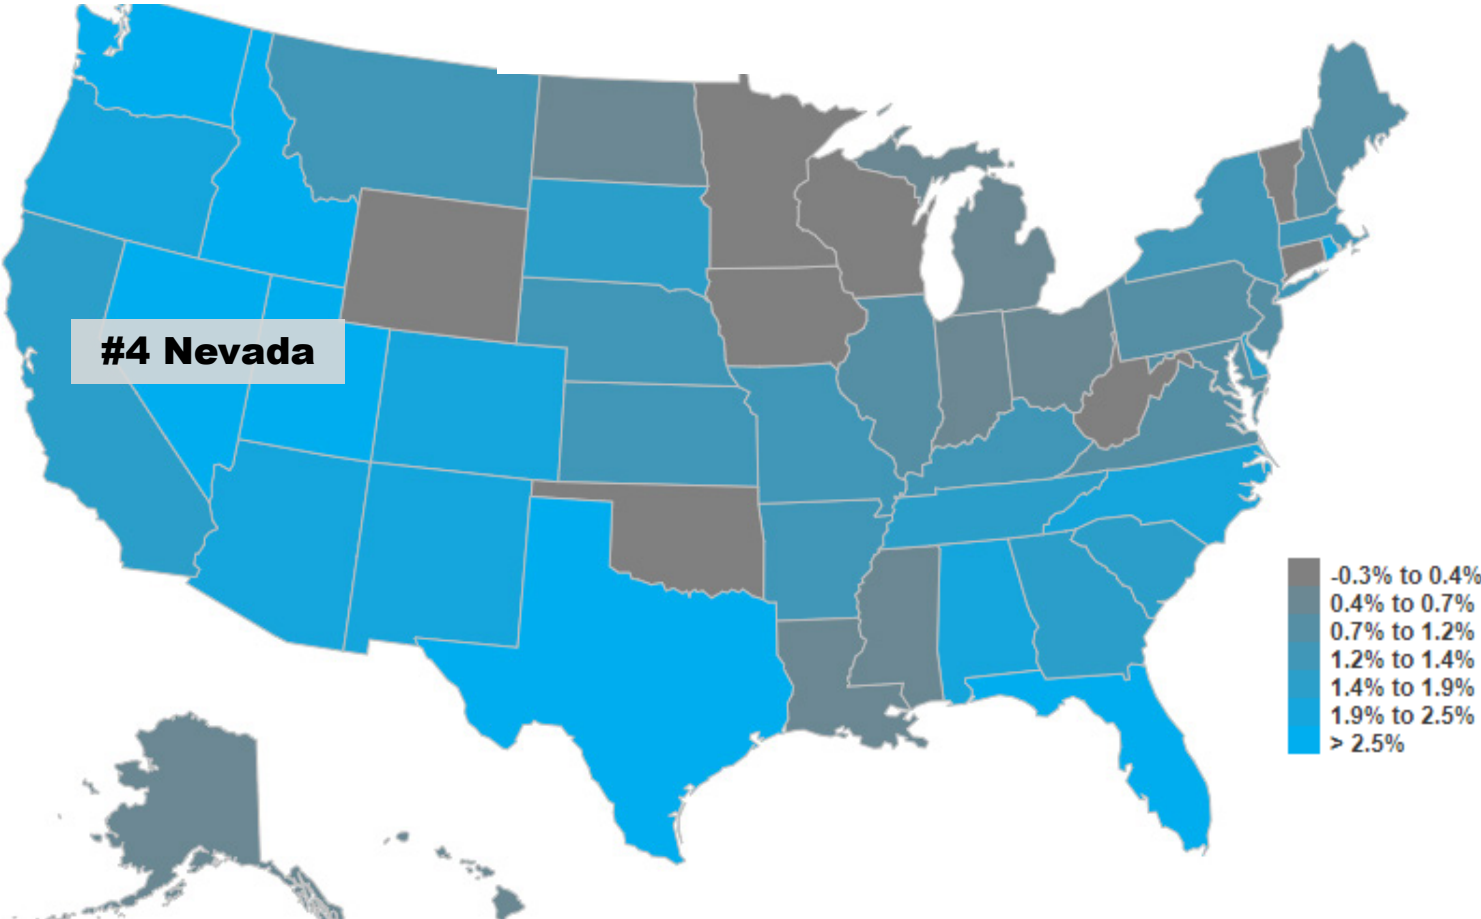 #4 Nevada
-0.3% to 0.4%
0.4% to 0.7%
0.7% to 1.2%
1.2% to 1.4%
1.4% to 1.9%
1.9% to 2.5%
> 2.5%